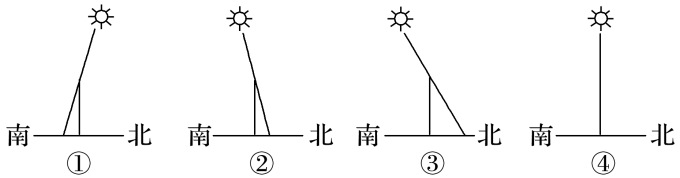 南 北 南 北 南 北 南 北
① ② ③ ④